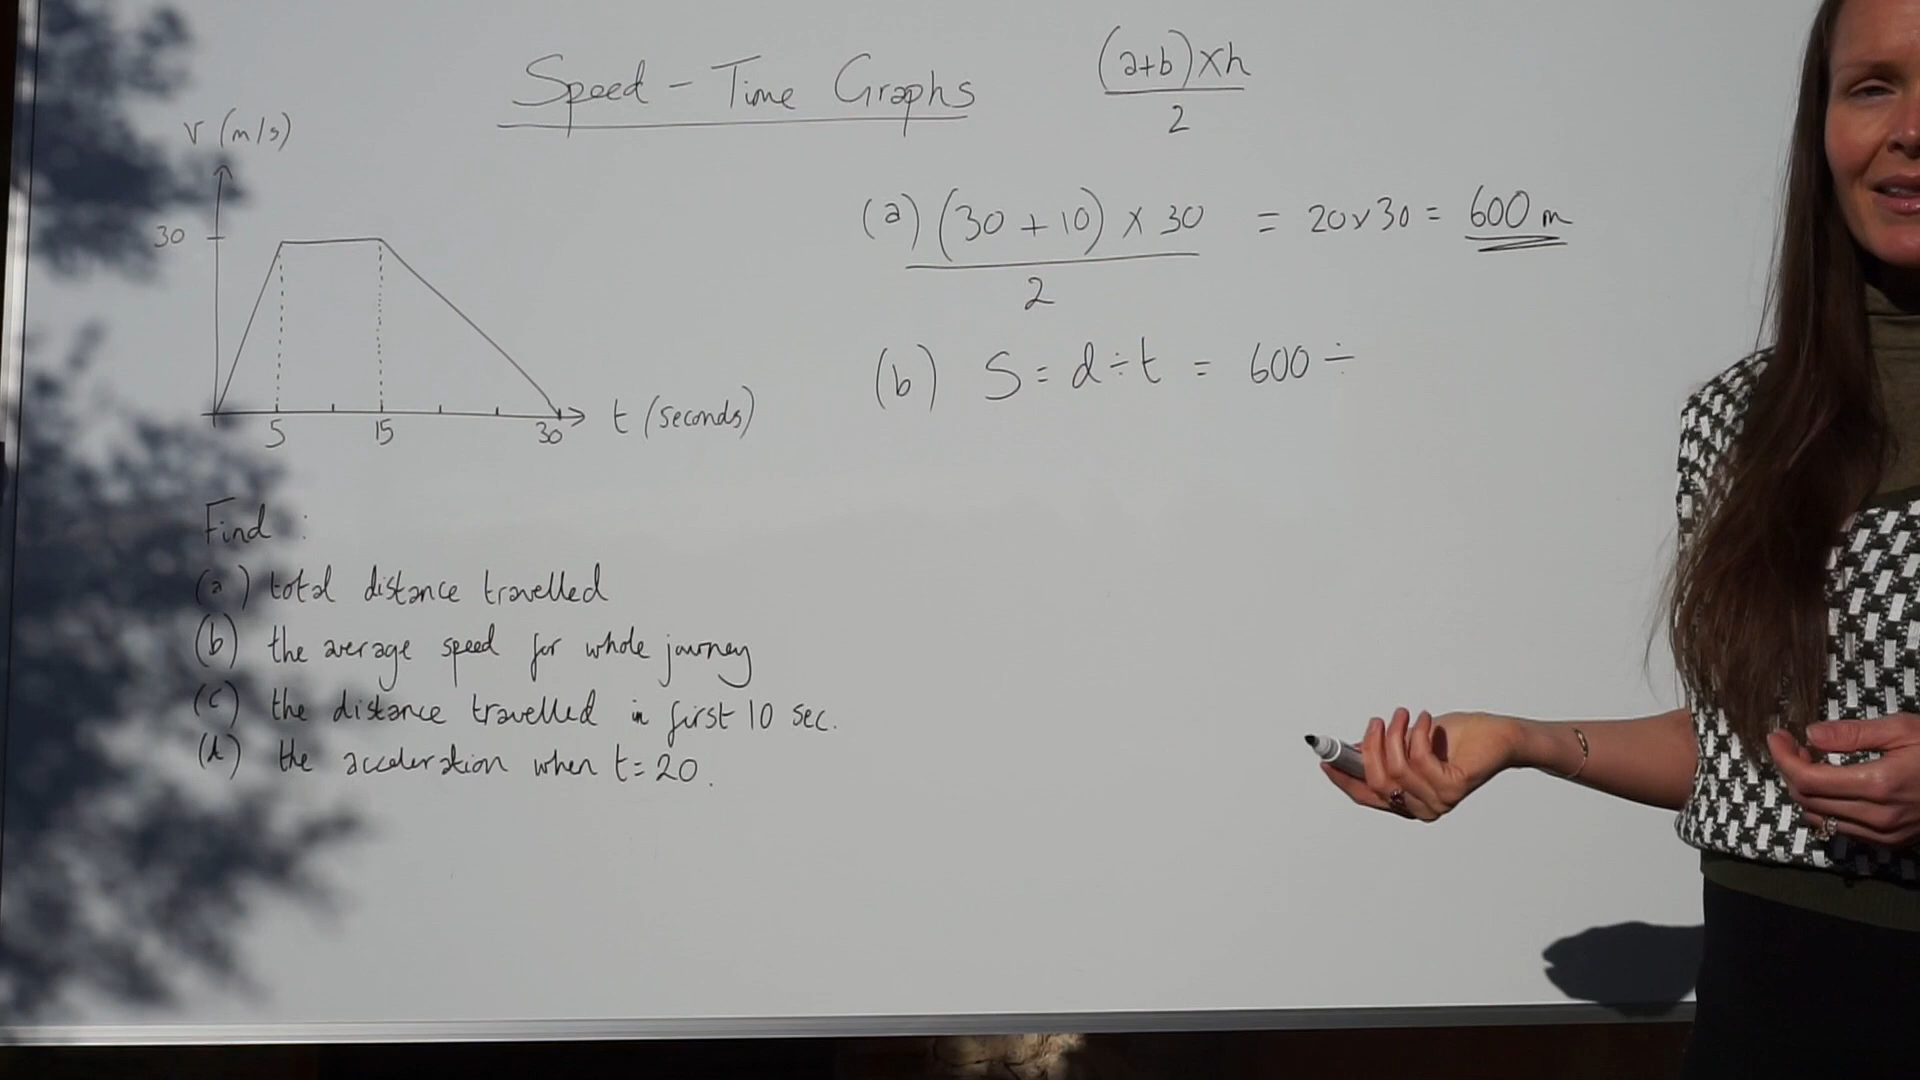 Speed - Time Graphs
(a+b)×h
2
v (m/s)
30
5
15
30
t (seconds)
(a) (30 + 10) × 30 = 20×30 = 600 m
2
(b) S = d ÷ t = 600 ÷
Find :
(a) total distance travelled
(b) the average speed for whole journey
(c) the distance travelled in first 10 sec.
(d) the acceleration when t = 20.